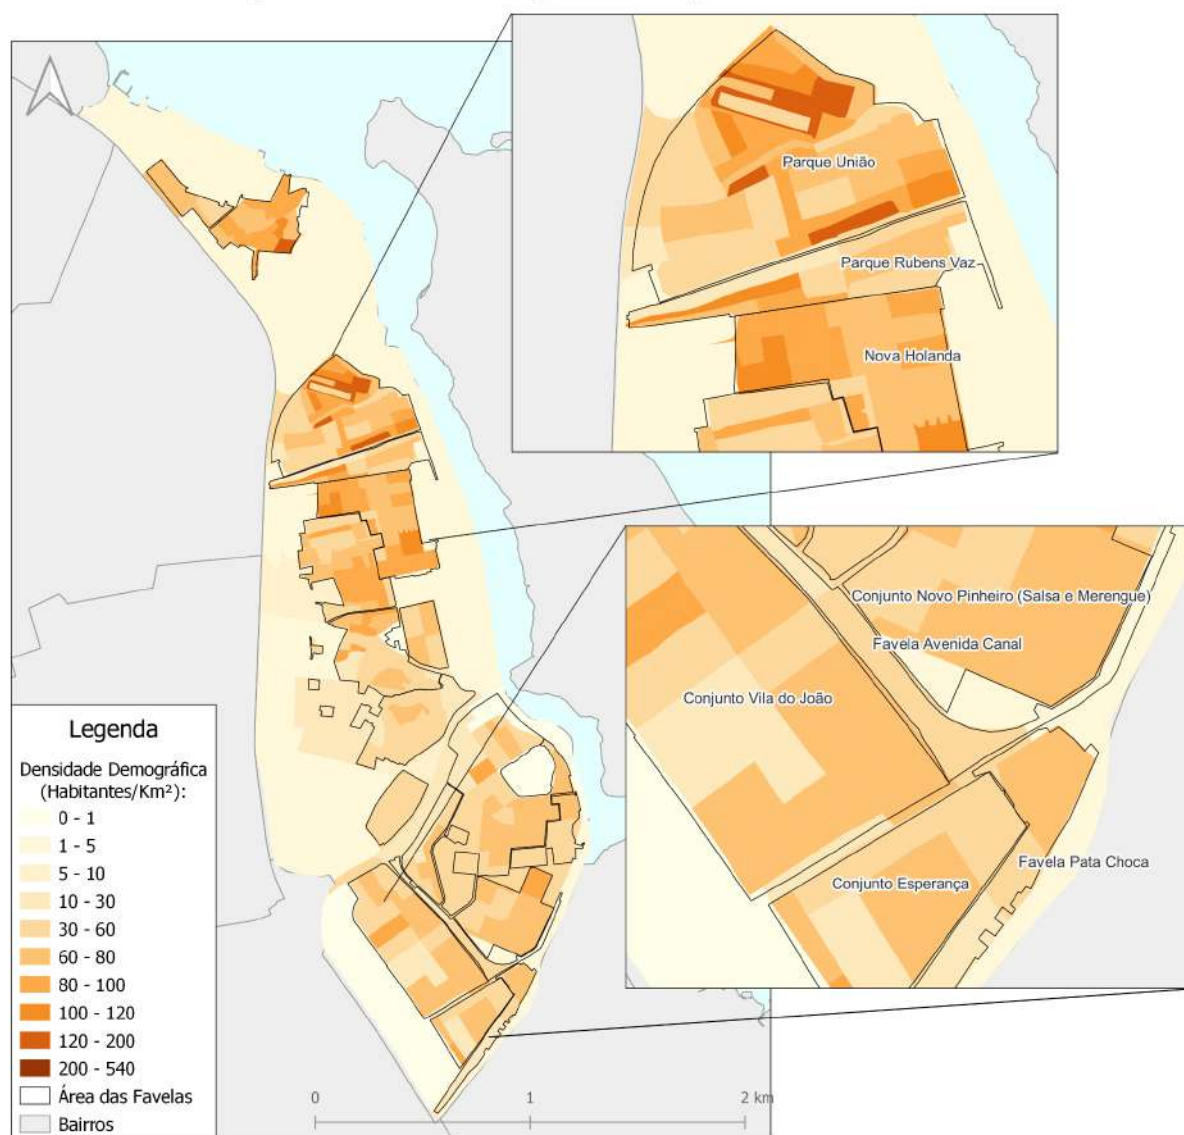 Parque União
Parque Rubens Vaz
Nova Holanda
Conjunto Novo Pinheiro (Salsa e Merengue)
Favela Avenida Canal
Conjunto Vila do João
Favela Pata Choca
Conjunto Esperança
Legenda
Densidade Demográfica
(Habitantes/Km²):
0 - 1
1 - 5
5 - 10
10 - 30
30 - 60
60 - 80
80 - 100
100 - 120
120 - 200
200 - 540
Área das Favelas
Bairros
0 1 2 km